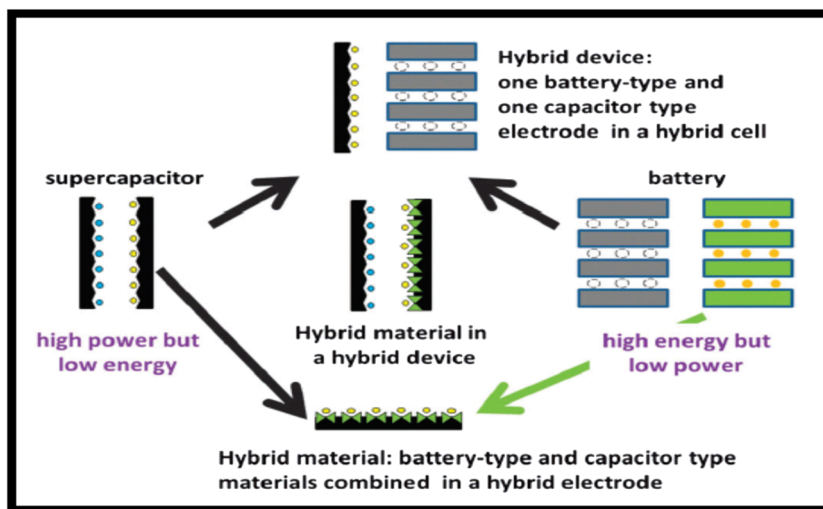 Hybrid device:
one battery-type and
one capacitor type
electrode in a hybrid cell
supercapacitor
battery
high power but
low energy
Hybrid material in
a hybrid device
high energy but
low power
Hybrid material: battery-type and capacitor type
materials combined in a hybrid electrode